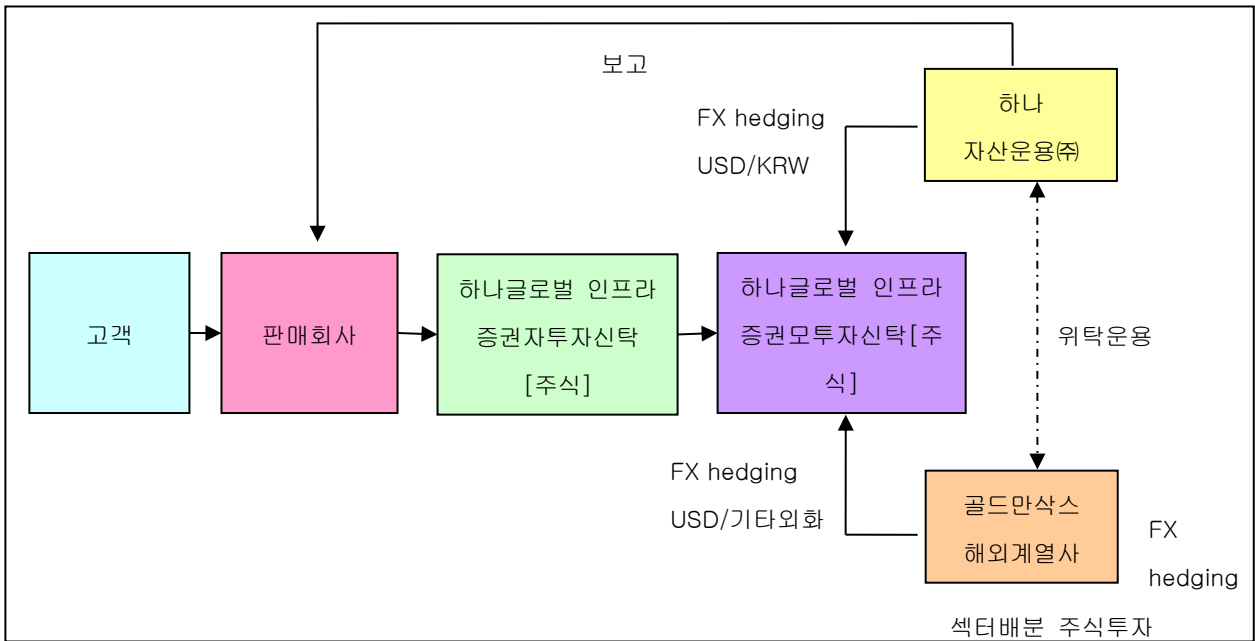 보고
하나
자산운용㈜
FX hedging
USD/KRW
고객
판매회사
하나글로벌 인프라
증권자투자신탁
[주식]
하나글로벌 인프라
증권모투자신탁[주
식]
위탁운용
FX hedging
USD/기타외화
골드만삭스
해외계열사
FX
hedging
섹터배분 주식투자